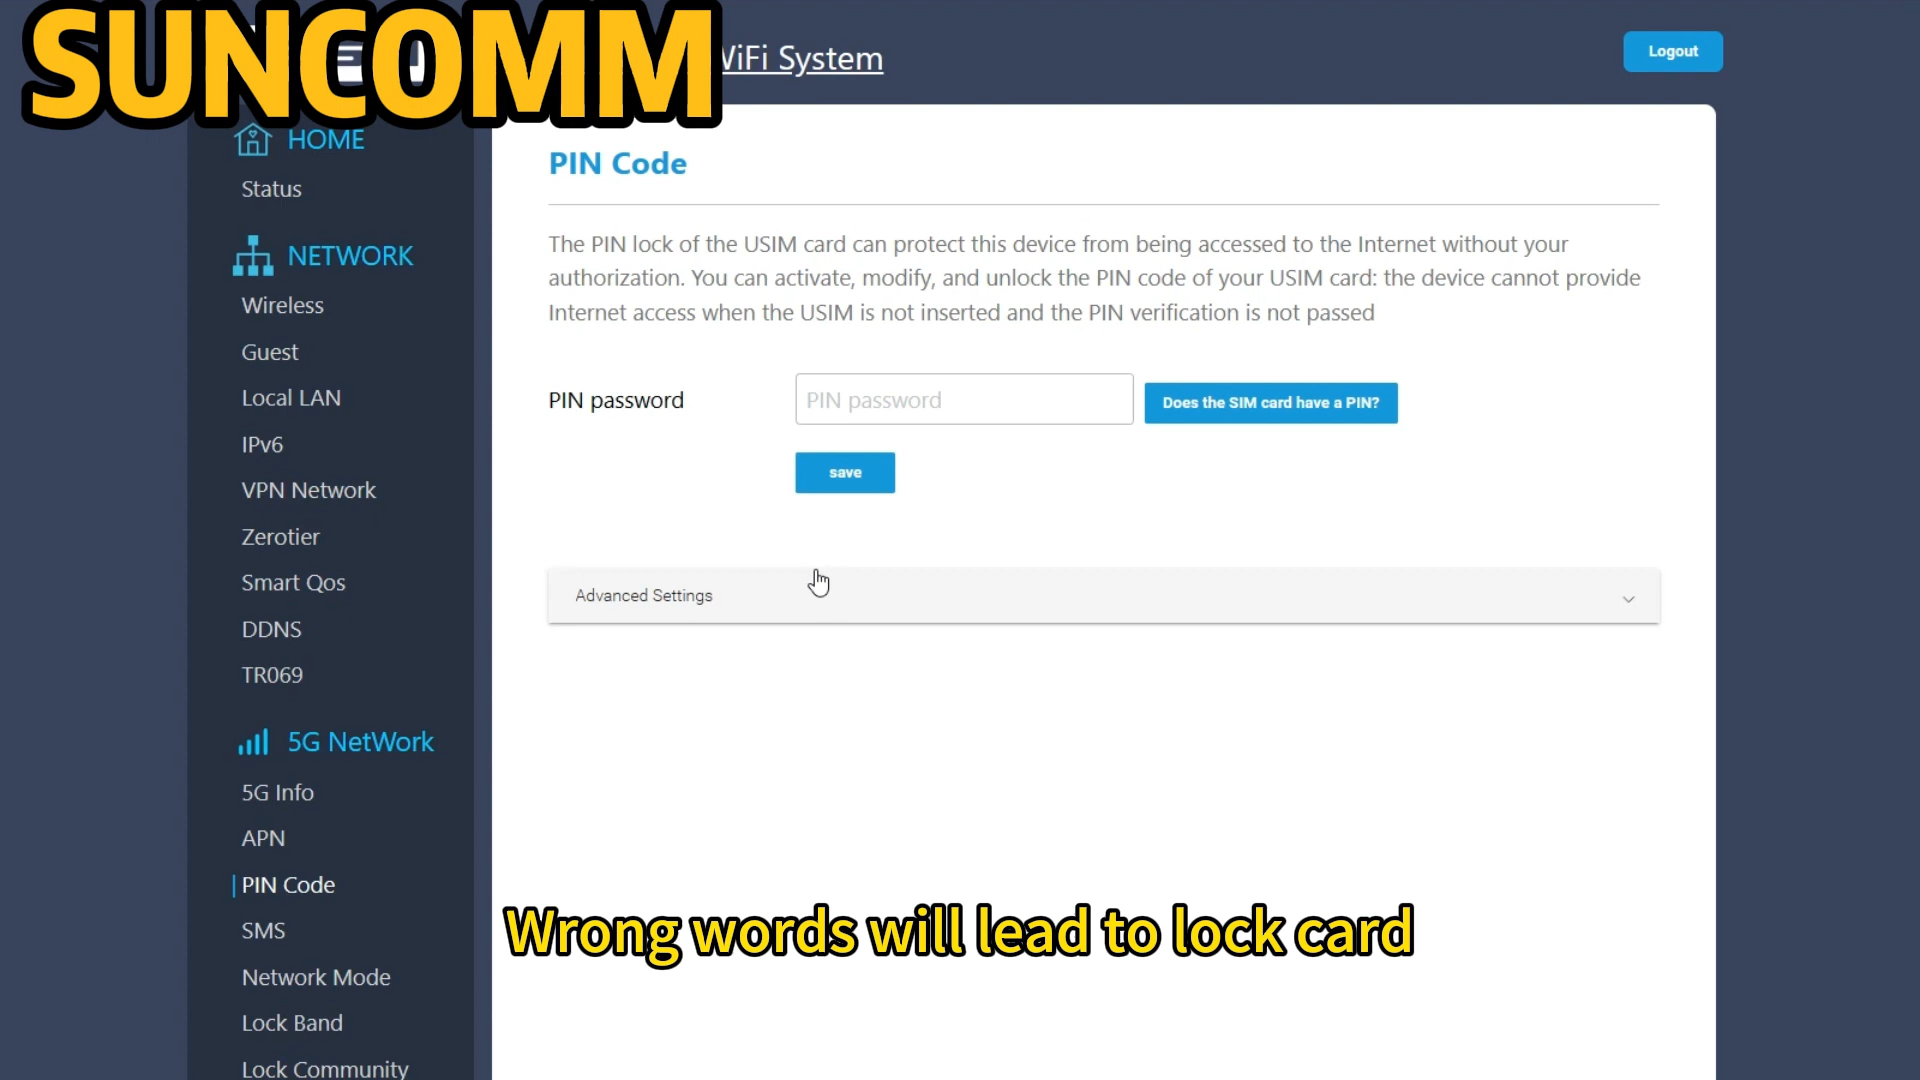 SUNCOMM
WiFi System
Logout
HOME
Status
NETWORK
Wireless
Guest
Local LAN
IPv6
VPN Network
Zerotier
Smart Qos
DDNS
TR069
5G NetWork
5G Info
APN
PIN Code
SMS
Network Mode
Lock Band
Lock Community
PIN Code
The PIN lock of the USIM card can protect this device from being accessed to the Internet without your
authorization. You can activate, modify, and unlock the PIN code of your USIM card: the device cannot provide
Internet access when the USIM is not inserted and the PIN verification is not passed
PIN password
PIN password
Does the SIM card have a PIN?
save
Advanced Settings
Wrong words will lead to lock card